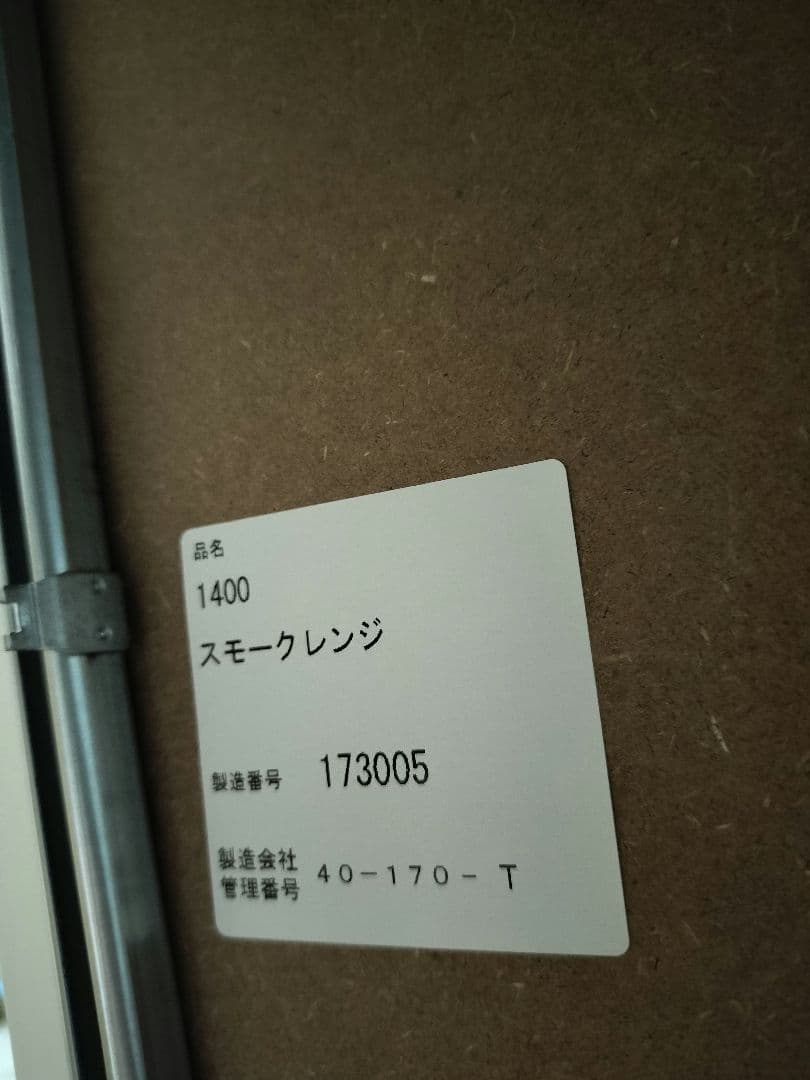 品名
1400
スモークレンジ
製造番号 173005
製造会社
管理番号 40-170-T